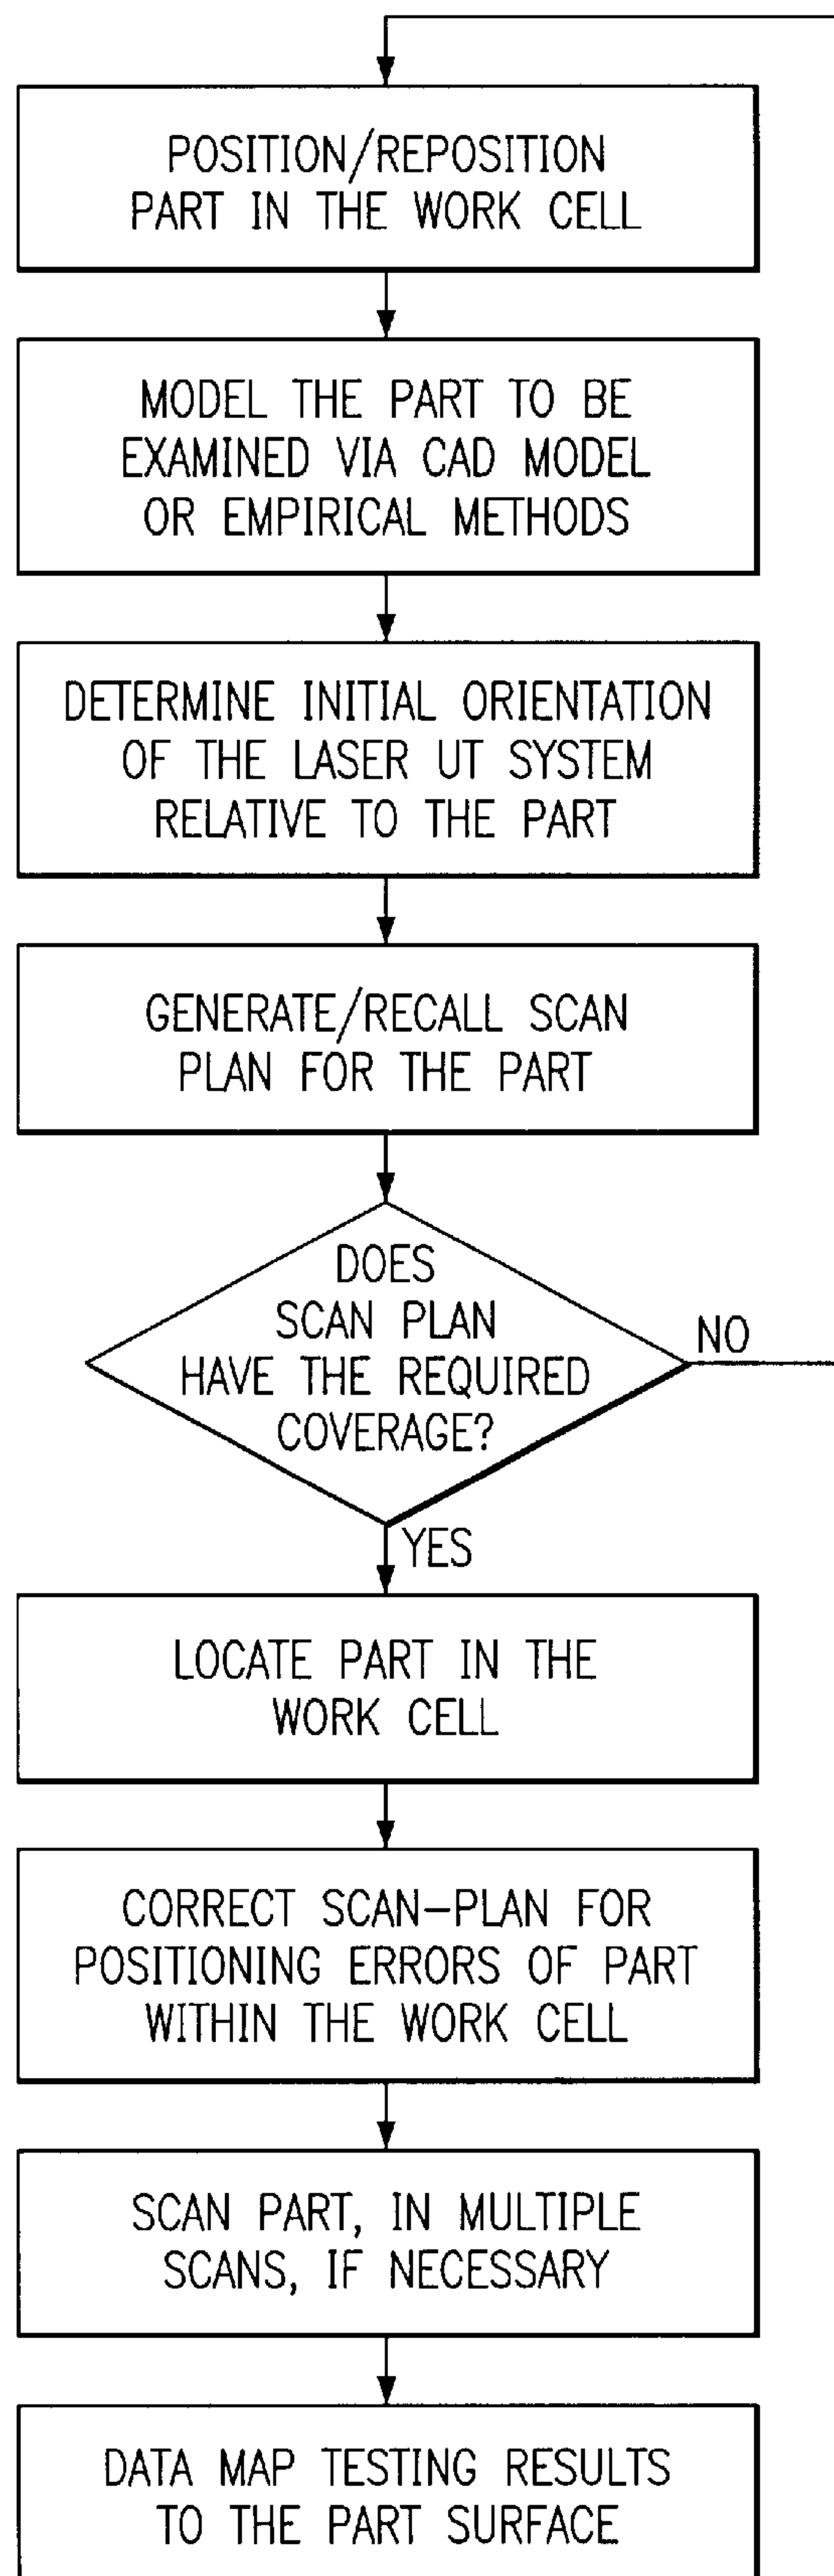 POSITION/REPOSITION
PART IN THE WORK CELL
MODEL THE PART TO BE
EXAMINED VIA CAD MODEL
OR EMPIRICAL METHODS
DETERMINE INITIAL ORIENTATION
OF THE LASER UT SYSTEM
RELATIVE TO THE PART
GENERATE/RECALL SCAN
PLAN FOR THE PART
DOES
SCAN PLAN
HAVE THE REQUIRED
COVERAGE?
NO
YES
LOCATE PART IN THE
WORK CELL
CORRECT SCAN-PLAN FOR
POSITIONING ERRORS OF PART
WITHIN THE WORK CELL
SCAN PART, IN MULTIPLE
SCANS, IF NECESSARY
DATA MAP TESTING RESULTS
TO THE PART SURFACE